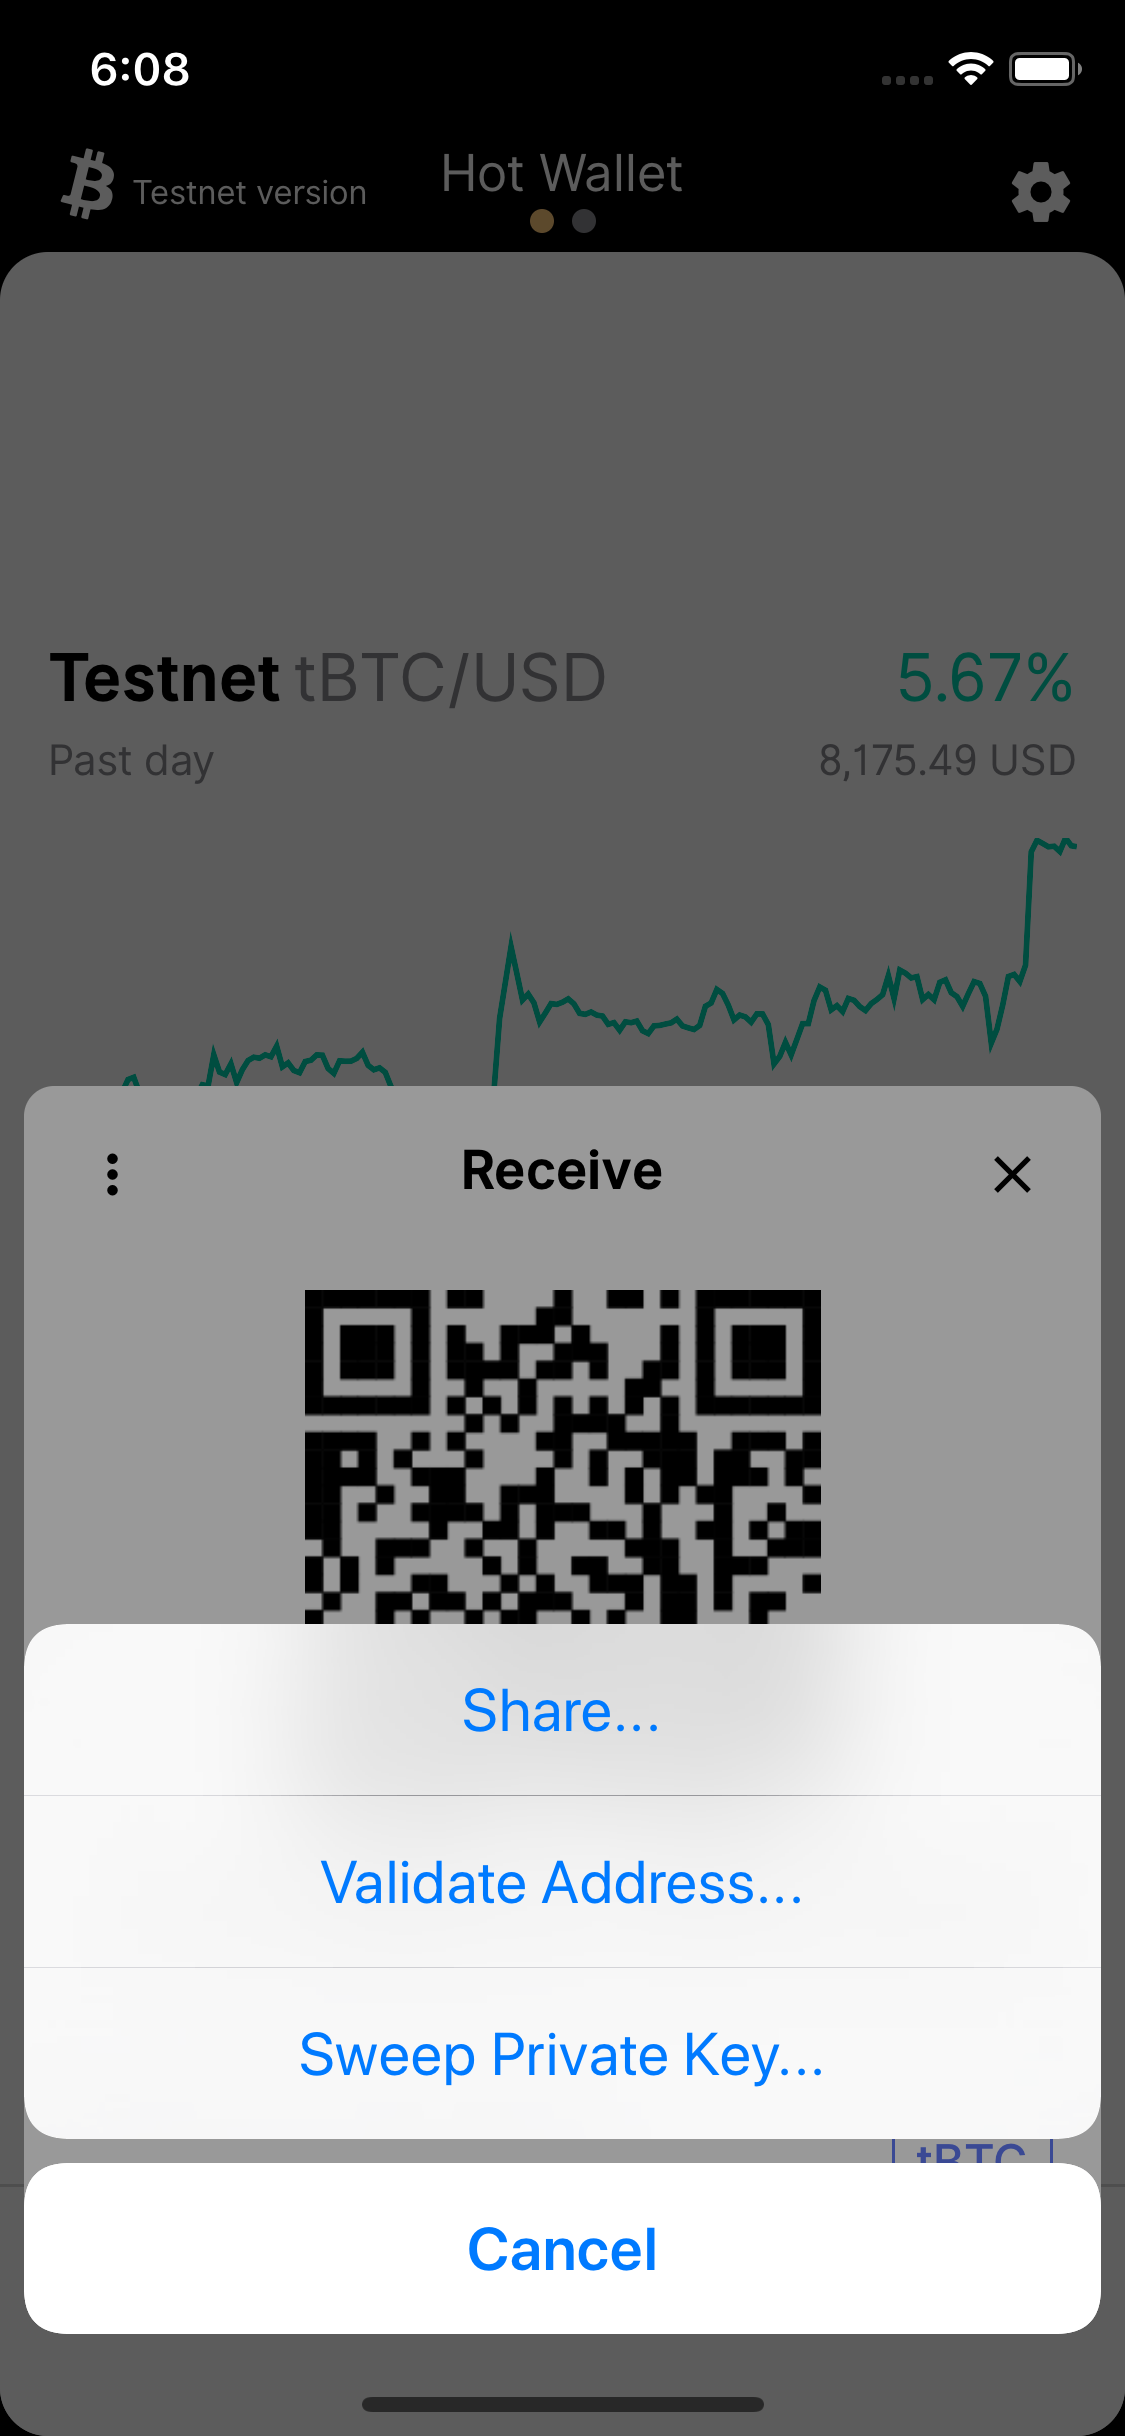 6:08
Testnet version
Hot Wallet
Testnet tBTC/USD
5.67%
Past day
8,175.49 USD
Receive
Share...
Validate Address...
Sweep Private Key...
tBTC
Cancel